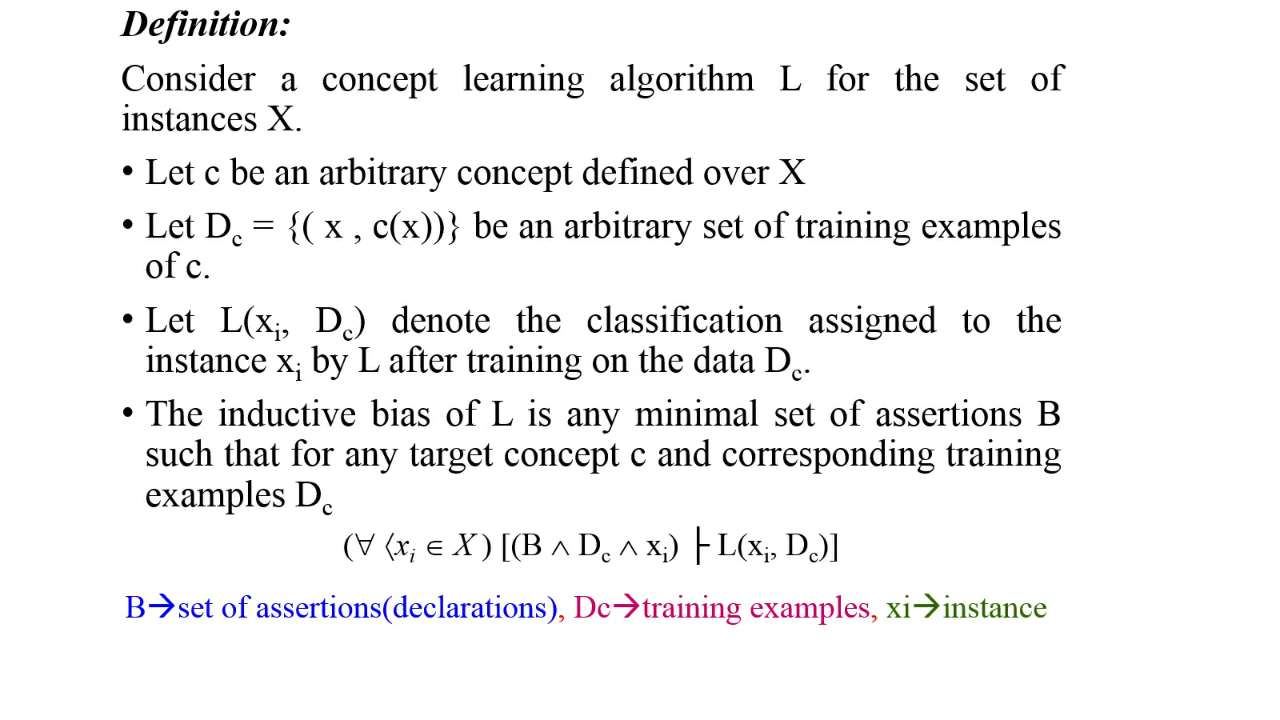 Definition:
Consider a concept learning algorithm L for the set of
instances X.
• Let c be an arbitrary concept defined over X
• Let Dc = {( x , c(x))} be an arbitrary set of training examples
of c.
• Let L(xi, Dc) denote the classification assigned to the
instance xi by L after training on the data Dc.
• The inductive bias of L is any minimal set of assertions B
such that for any target concept c and corresponding training
examples Dc
(∀ ⟨xi ∈ X ) [(B ∧ Dc ∧ xi) ├ L(xi, Dc)]
B→set of assertions(declarations), Dc→training examples, xi→instance